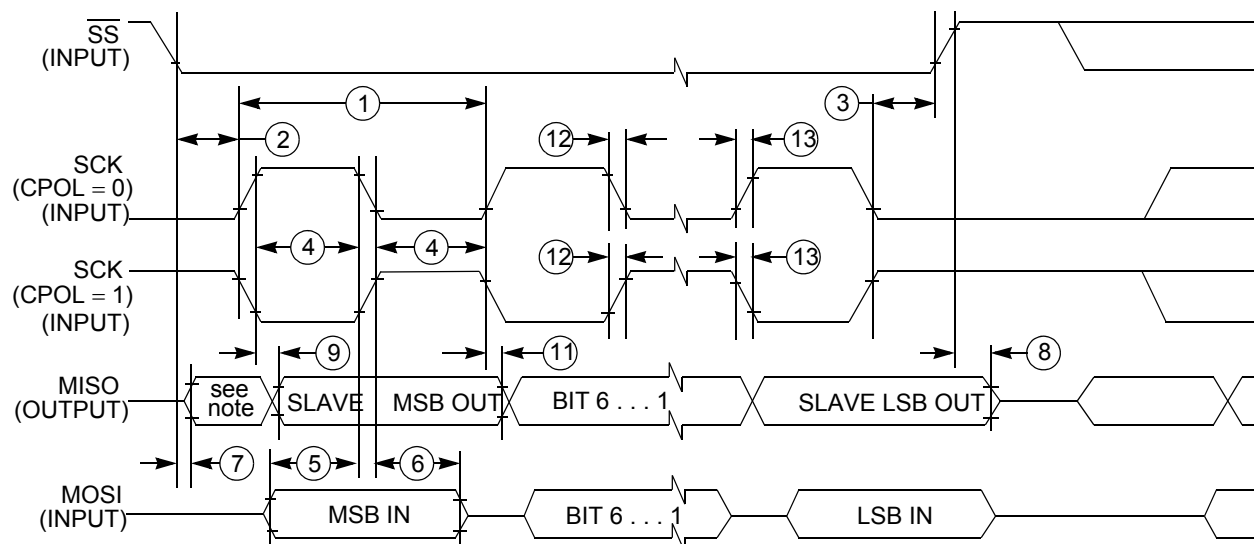 SS
(INPUT)
1
3
2
12
13
SCK
(CPOL = 0)
(INPUT)
4
4
SCK
(CPOL = 1)
(INPUT)
12
13
9
11
8
MISO
(OUTPUT)
see
note
SLAVE
MSB OUT
BIT 6 . . . 1
SLAVE LSB OUT
7
5
6
MOSI
(INPUT)
MSB IN
BIT 6 . . . 1
LSB IN